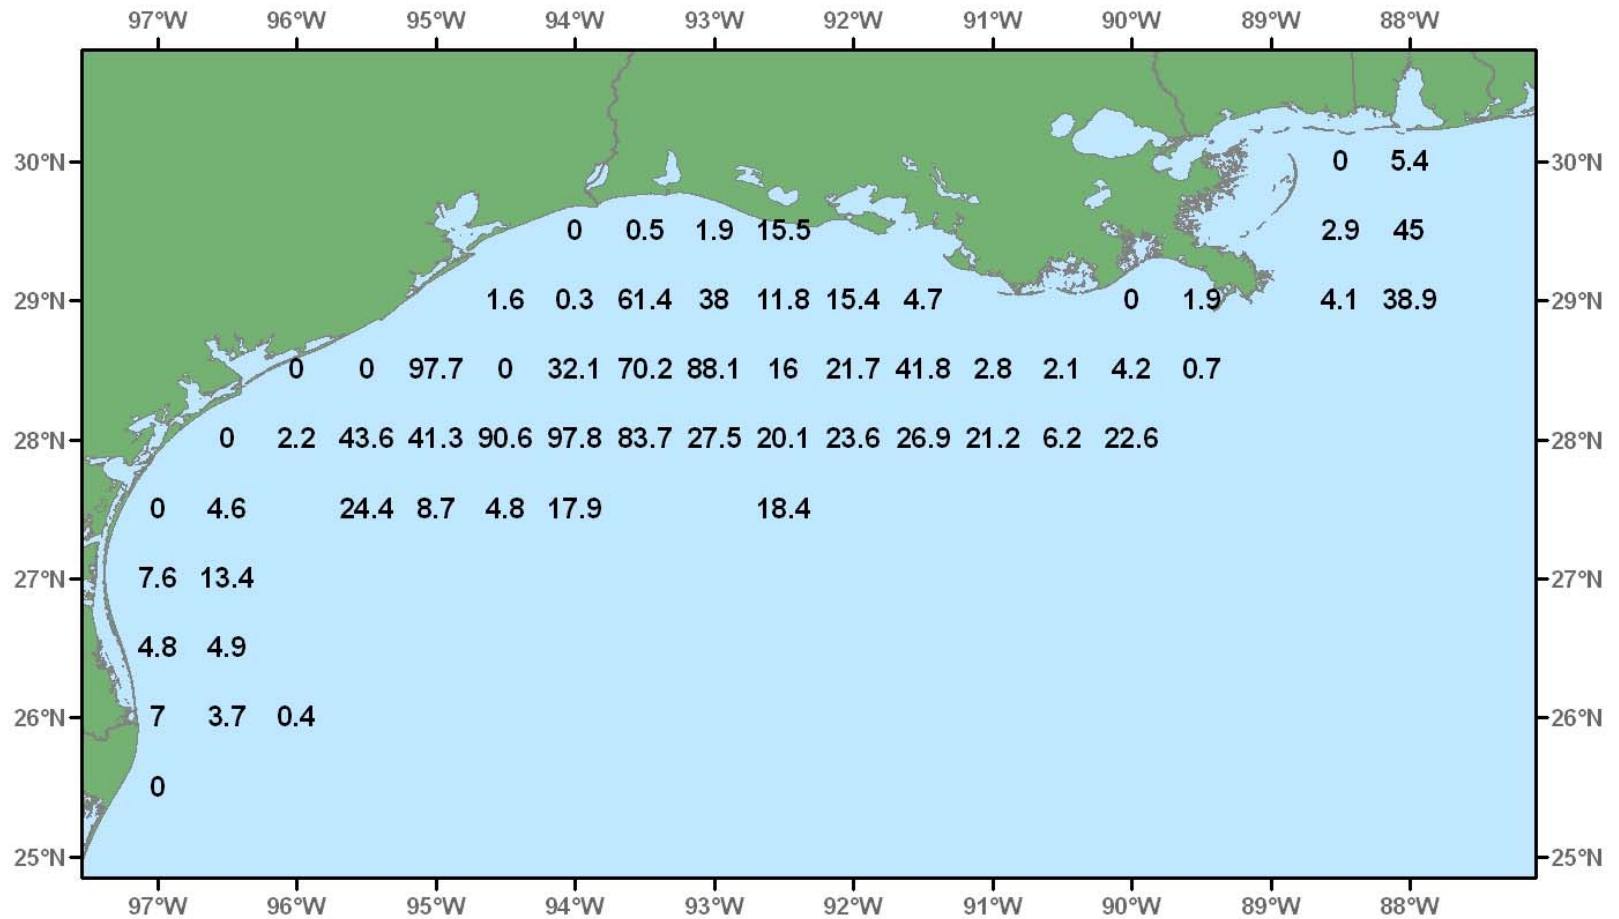 97°W 96°W 95°W 94°W 93°W 92°W 91°W 90°W 89°W 88°W
30°N 0 5.4 30°N
0 0.5 1.9 15.5 2.9 45
29°N 1.6 0.3 61.4 38 11.8 15.4 4.7 0 1.9 4.1 38.9 29°N
0 0 97.7 0 32.1 70.2 88.1 16 21.7 41.8 2.8 2.1 4.2 0.7
28°N 0 2.2 43.6 41.3 90.6 97.8 83.7 27.5 20.1 23.6 26.9 21.2 6.2 22.6 28°N
0 4.6 24.4 8.7 4.8 17.9 18.4
27°N 7.6 13.4 27°N
4.8 4.9
26°N 7 3.7 0.4 26°N
0
25°N 25°N
97°W 96°W 95°W 94°W 93°W 92°W 91°W 90°W 89°W 88°W